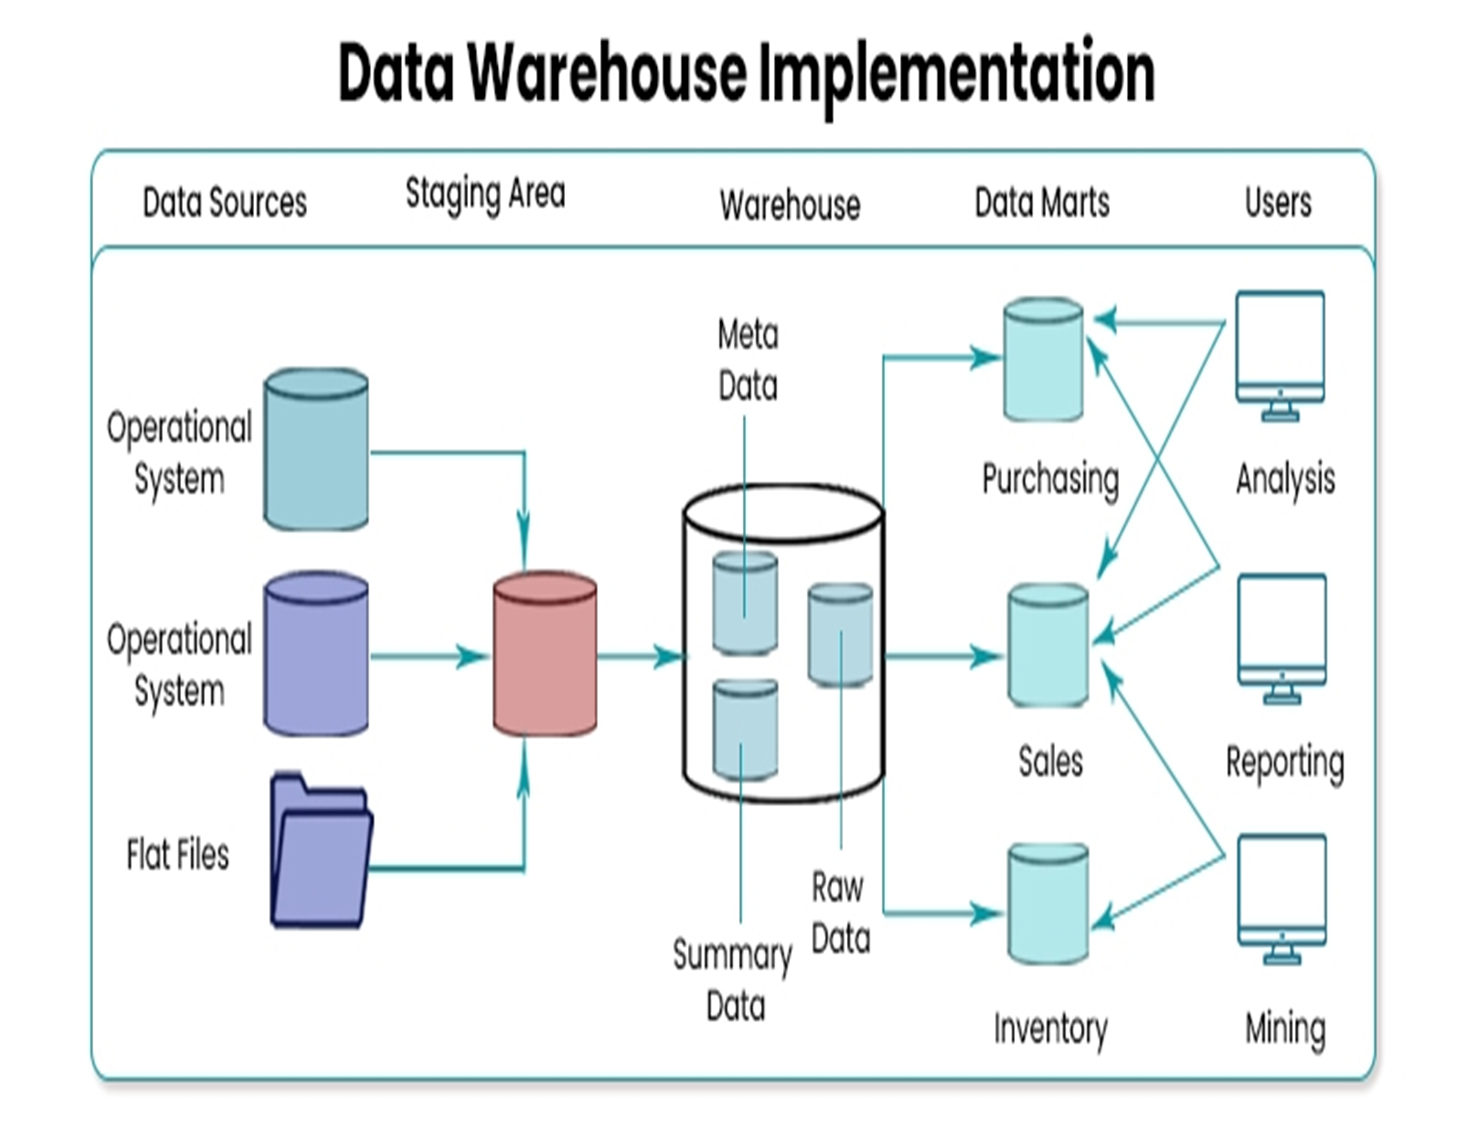 Data Warehouse Implementation
Data Sources
Staging Area
Warehouse
Data Marts
Users
Operational
System
Operational
System
Flat Files
Meta
Data
Summary
Data
Raw
Data
Purchasing
Sales
Inventory
Analysis
Reporting
Mining